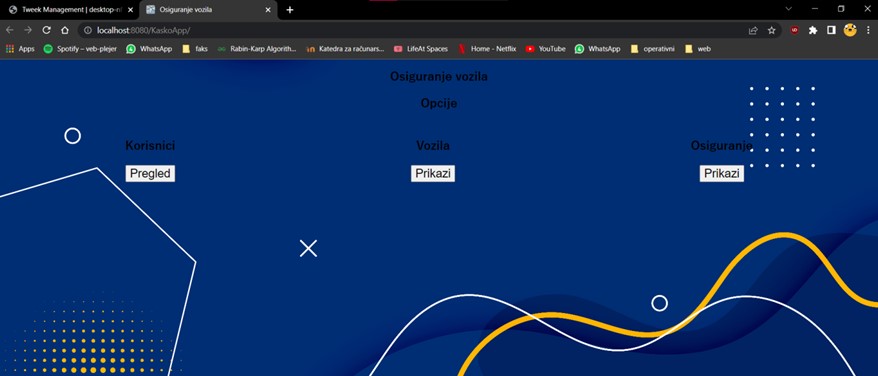 Tweek Management | desktop-nl
Osiguranje vozila
localhost:8080/KaskoApp/
Apps
Spotify – veb-plejer
WhatsApp
faks
Rabin-Karp Algorith...
Katedra za računars...
LifeAt Spaces
Home - Netflix
YouTube
WhatsApp
operativni
web
Osiguranje vozila
Opcije
Korisnici
Vozila
Osiguranje
Pregled
Prikazi
Prikazi